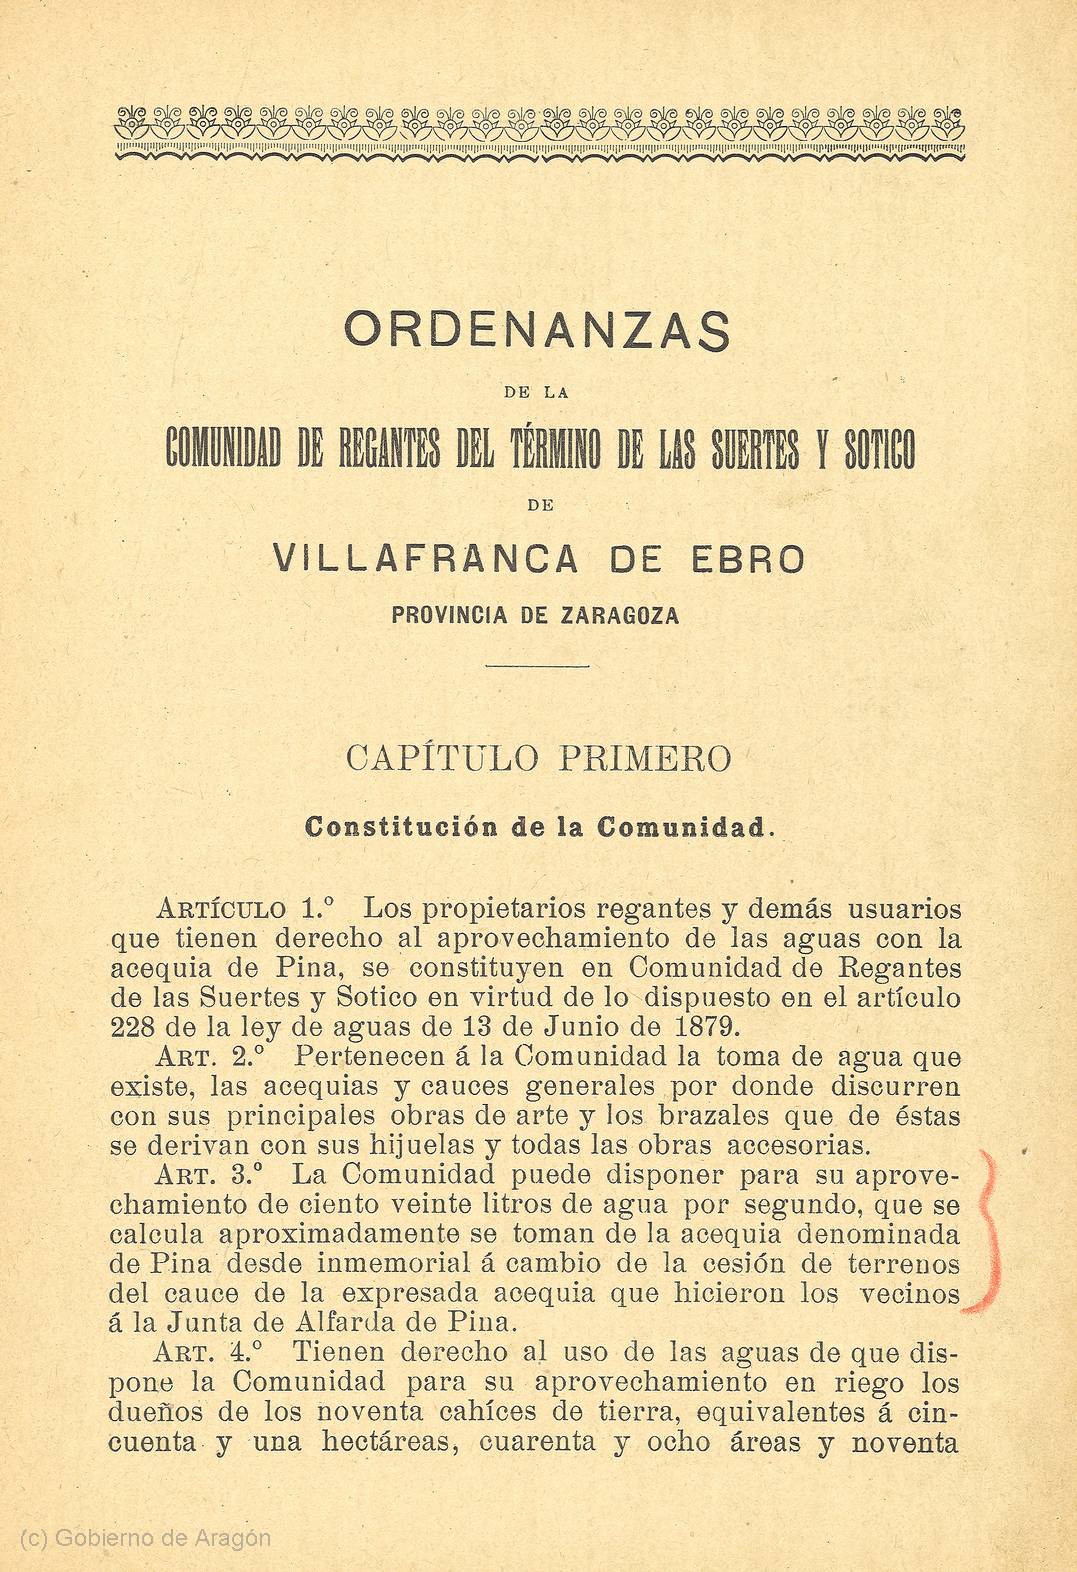 ORDENANZAS
DE LA
COMUNIDAD DE REGANTES DEL TÉRMINO DE LAS SUERTES Y SOTICO
DE
VILLAFRANCA DE EBRO
PROVINCIA DE ZARAGOZA
CAPÍTULO PRIMERO
Constitución de la Comunidad.
ARTÍCULO 1.º Los propietarios regantes y demás usuarios
que tienen derecho al aprovechamiento de las aguas con la
acequia de Pina, se constituyen en Comunidad de Regantes
de las Suertes y Sotico en virtud de lo dispuesto en el artículo
228 de la ley de aguas de 13 de Junio de 1879.
ART. 2.º Pertenecen á la Comunidad la toma de agua que
existe, las acequias y cauces generales por donde discurren
con sus principales obras de arte y los brazales que de éstas
se derivan con sus hijuelas y todas las obras accesorias.
ART. 3.º La Comunidad puede disponer para su aprove-
chamiento de ciento veinte litros de agua por segundo, que se
calcula aproximadamente se toman de la acequia denominada
de Pina desde inmemorial á cambio de la cesión de terrenos
del cauce de la expresada acequia que hicieron los vecinos
á la Junta de Alfarda de Pina.
ART. 4.º Tienen derecho al uso de las aguas de que dis-
pone la Comunidad para su aprovechamiento en riego los
dueños de los noventa cahíces de tierra, equivalentes á cin-
cuenta y una hectáreas, cuarenta y ocho áreas y noventa
(c) Gobierno de Aragón